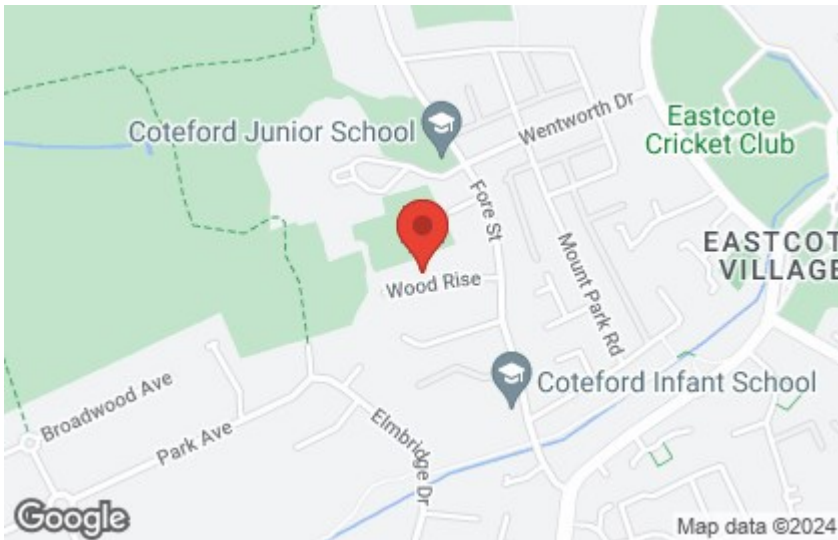 Coteford Junior School
Wentworth Dr
Eastcote
Cricket Club
Fore St
EASTCOT
VILLAGE
Mount Park Rd
Wood Rise
Coteford Infant School
Broadwood Ave
Park Ave
Elmbridge Dr
Google
Map data ©2024